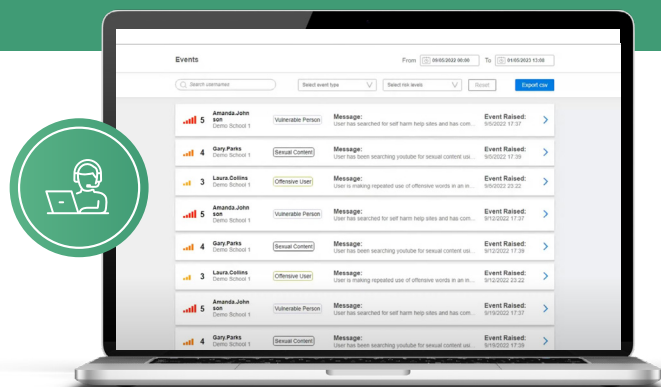 Events
From 09/05/2022 00:00 To 01/05/2023 13:08
Search usernames
Select event type
Select risk levels
Reset
Export csv
5 Amanda.John
son
Demo School 1
Vulnerable Person
Message:
User has searched for self harm help sites and has com...
Event Raised:
9/5/2022 17:37
4 Gary.Parks
Demo School 1
Sexual Content
Message:
User has been searching youtube for sexual content usi...
Event Raised:
9/5/2022 17:39
3 Laura.Collins
Demo School 1
Offensive User
Message:
User is making repeated use of offensive words in an in...
Event Raised:
9/5/2022 23:22
5 Amanda.John
son
Demo School 1
Vulnerable Person
Message:
User has searched for self harm help sites and has com...
Event Raised:
9/12/2022 17:37
4 Gary.Parks
Demo School 1
Sexual Content
Message:
User has been searching youtube for sexual content usi...
Event Raised:
9/12/2022 17:39
3 Laura.Collins
Demo School 1
Offensive User
Message:
User is making repeated use of offensive words in an in...
Event Raised:
9/12/2022 23:22
5 Amanda.John
son
Demo School 1
Vulnerable Person
Message:
User has searched for self harm help sites and has com...
Event Raised:
9/19/2022 17:37
4 Gary.Parks
Demo School 1
Sexual Content
Message:
User has been searching youtube for sexual content usi...
Event Raised:
9/19/2022 17:39